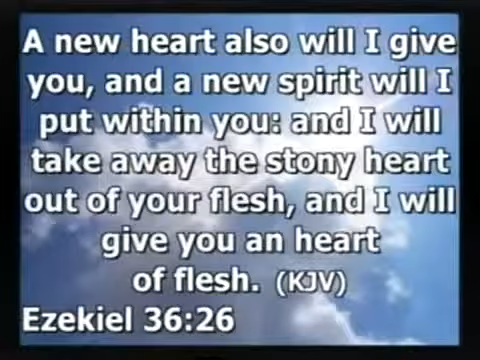 A new heart also will I give
you, and a new spirit will I
put within you: and I will
take away the stony heart
out of your flesh, and I will
give you an heart
of flesh. (KJV)
Ezekiel 36:26